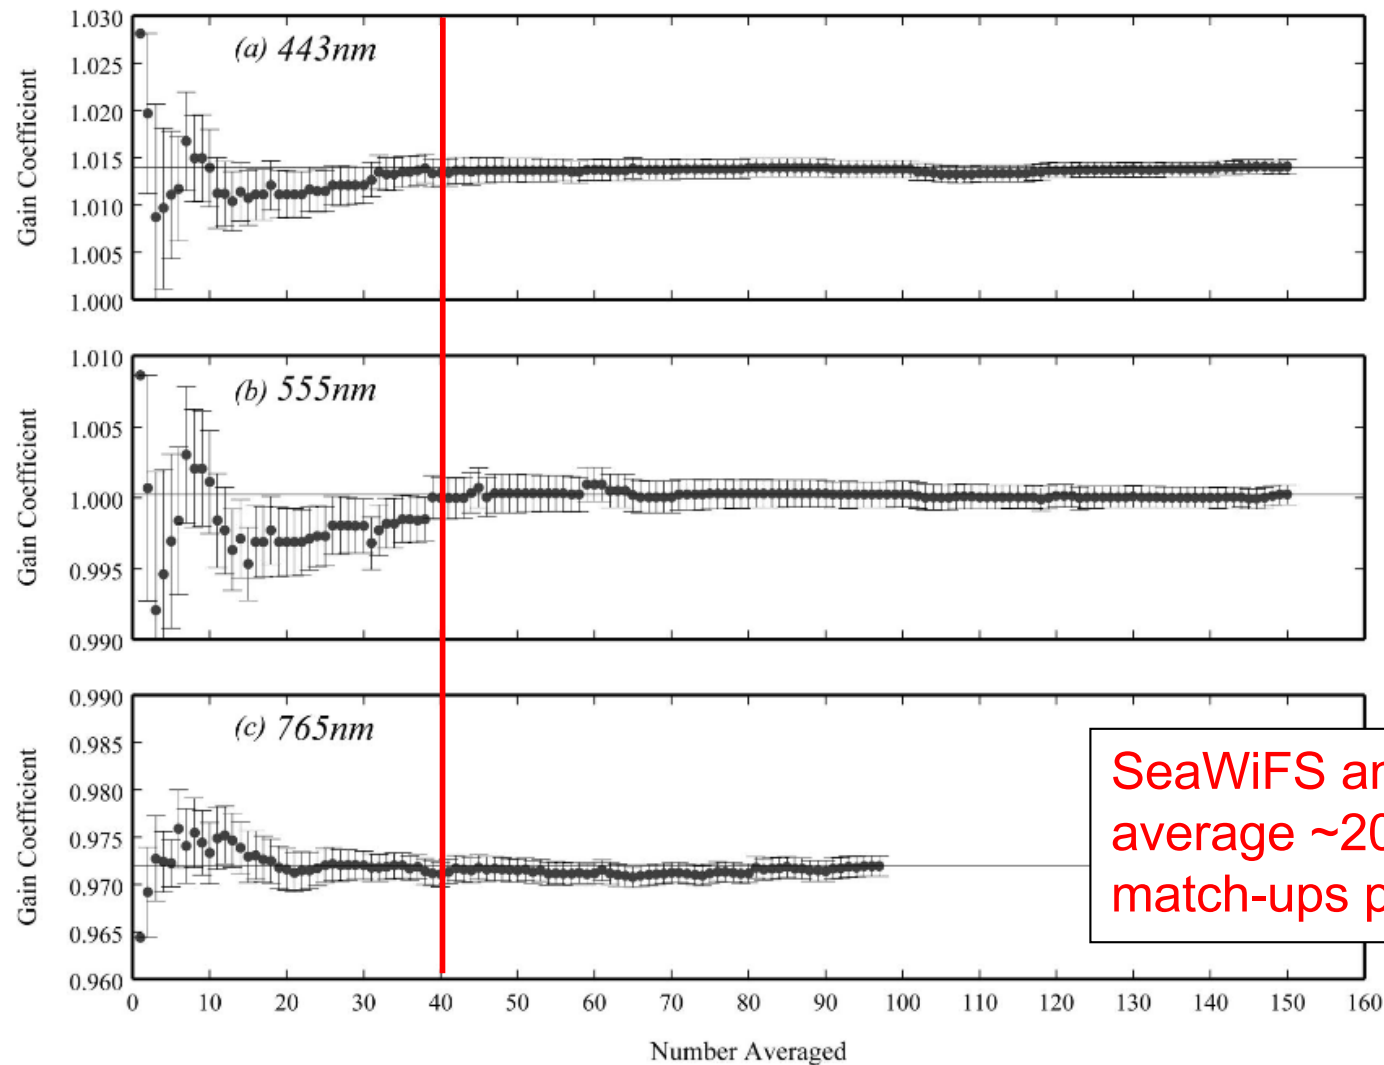 1.030
1.025
1.020
1.015
1.010
1.005
1.000
Gain Coefficient
(a) 443nm
1.010
1.005
1.000
0.995
0.990
Gain Coefficient
(b) 555nm
0.990
0.985
0.980
0.975
0.970
0.965
0.960
Gain Coefficient
(c) 765nm
SeaWiFS
average ~20
match-ups
0 10 20 30 40 50 60 70 80 90 100 110 120 130 140 150 160
Number Averaged